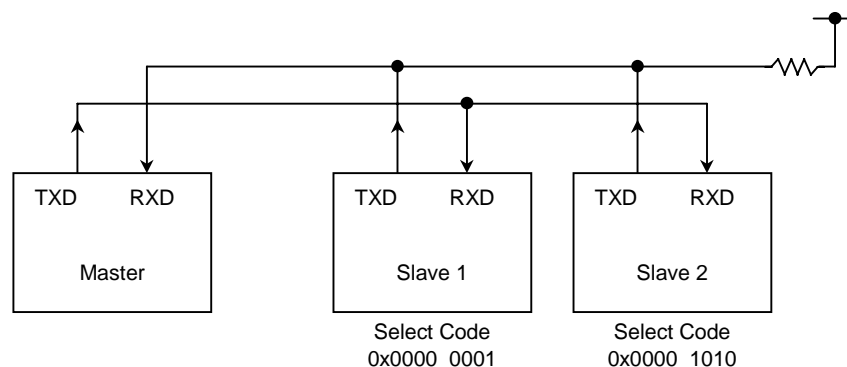 TXD RXD TXD RXD TXD RXD
Master Slave 1 Slave 2
Select Code Select Code
0x0000 0001 0x0000 1010